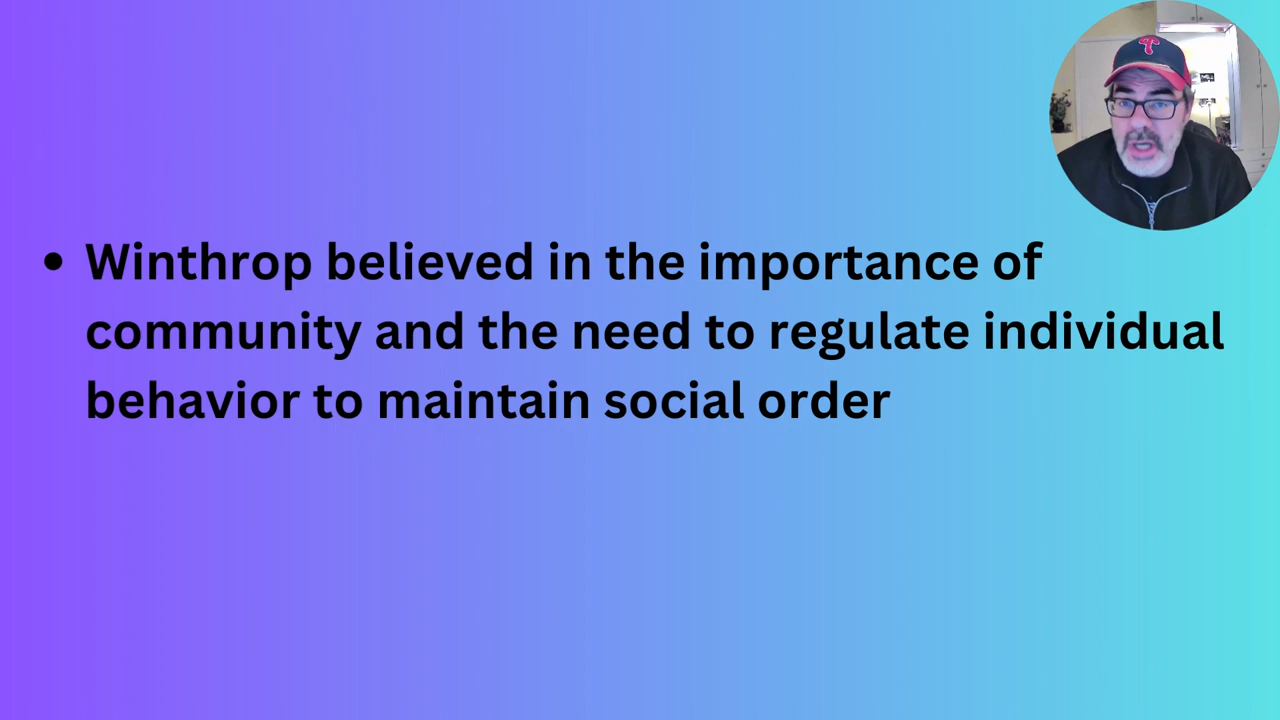 • Winthrop believed in the importance of
community and the need to regulate individual
behavior to maintain social order